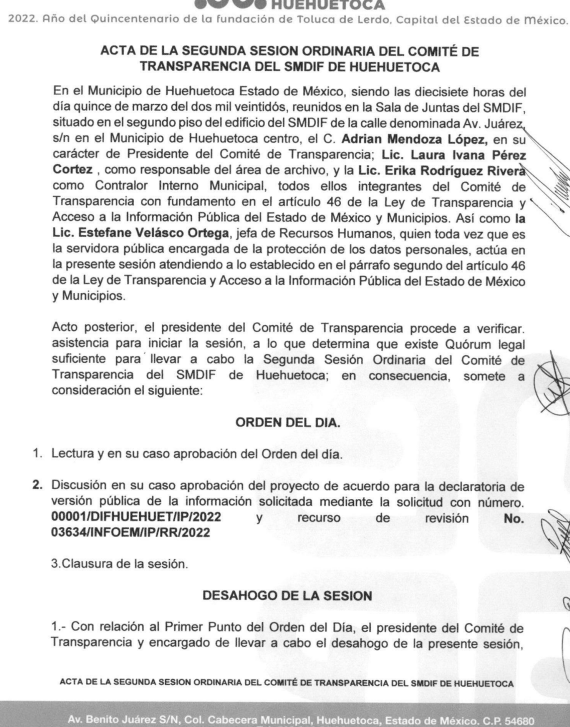 HUEHUETOCA
2022. Año del Quincentenario de la fundación de Toluca de Lerdo, Capital del Estado de México.
ACTA DE LA SEGUNDA SESION ORDINARIA DEL COMITÉ DE
TRANSPARENCIA DEL SMDIF DE HUEHUETOCA
En el Municipio de Huehuetoca Estado de México, siendo las diecisiete horas del
día quince de marzo del dos mil veintidós, reunidos en la Sala de Juntas del SMDIF,
situado en el segundo piso del edificio del SMDIF de la calle denominada Av. Juárez,
s/n en el Municipio de Huehuetoca centro, el C. Adrian Mendoza López, en su
carácter de Presidente del Comité de Transparencia; Lic. Laura Ivana Pérez
Cortez , como responsable del área de archivo, y la Lic. Erika Rodríguez Rivera
como Contralor Interno Municipal, todos ellos integrantes del Comité de
Transparencia con fundamento en el artículo 46 de la Ley de Transparencia y
Acceso a la Información Pública del Estado de México y Municipios. Así como la
Lic. Estefane Velásco Ortega, jefa de Recursos Humanos, quien toda vez que es
la servidora pública encargada de la protección de los datos personales, actúa en
la presente sesión atendiendo a lo establecido en el párrafo segundo del artículo 46
de la Ley de Transparencia y Acceso a la Información Pública del Estado de México
y Municipios.
Acto posterior, el presidente del Comité de Transparencia procede a verificar.
asistencia para iniciar la sesión, a lo que determina que existe Quórum legal
suficiente para llevar a cabo la Segunda Sesión Ordinaria del Comité de
Transparencia del SMDIF de Huehuetoca; en consecuencia, somete a
consideración el siguiente:
ORDEN DEL DIA.
1. Lectura y en su caso aprobación del Orden del día.
2. Discusión en su caso aprobación del proyecto de acuerdo para la declaratoria de
versión pública de la información solicitada mediante la solicitud con número.
00001/DIFHUEHUET/IP/2022 y recurso de revisión No.
03634/INFOEM/IP/RR/2022
3.Clausura de la sesión.
DESAHOGO DE LA SESION
1.- Con relación al Primer Punto del Orden del Día, el presidente del Comité de
Transparencia y encargado de llevar a cabo el desahogo de la presente sesión,
ACTA DE LA SEGUNDA SESION ORDINARIA DEL COMITÉ DE TRANSPARENCIA DEL SMDIF DE HUEHUETOCA
Av. Benito Juárez S/N, Col. Cabecera Municipal, Huehuetoca, Estado de México. C.P. 54680